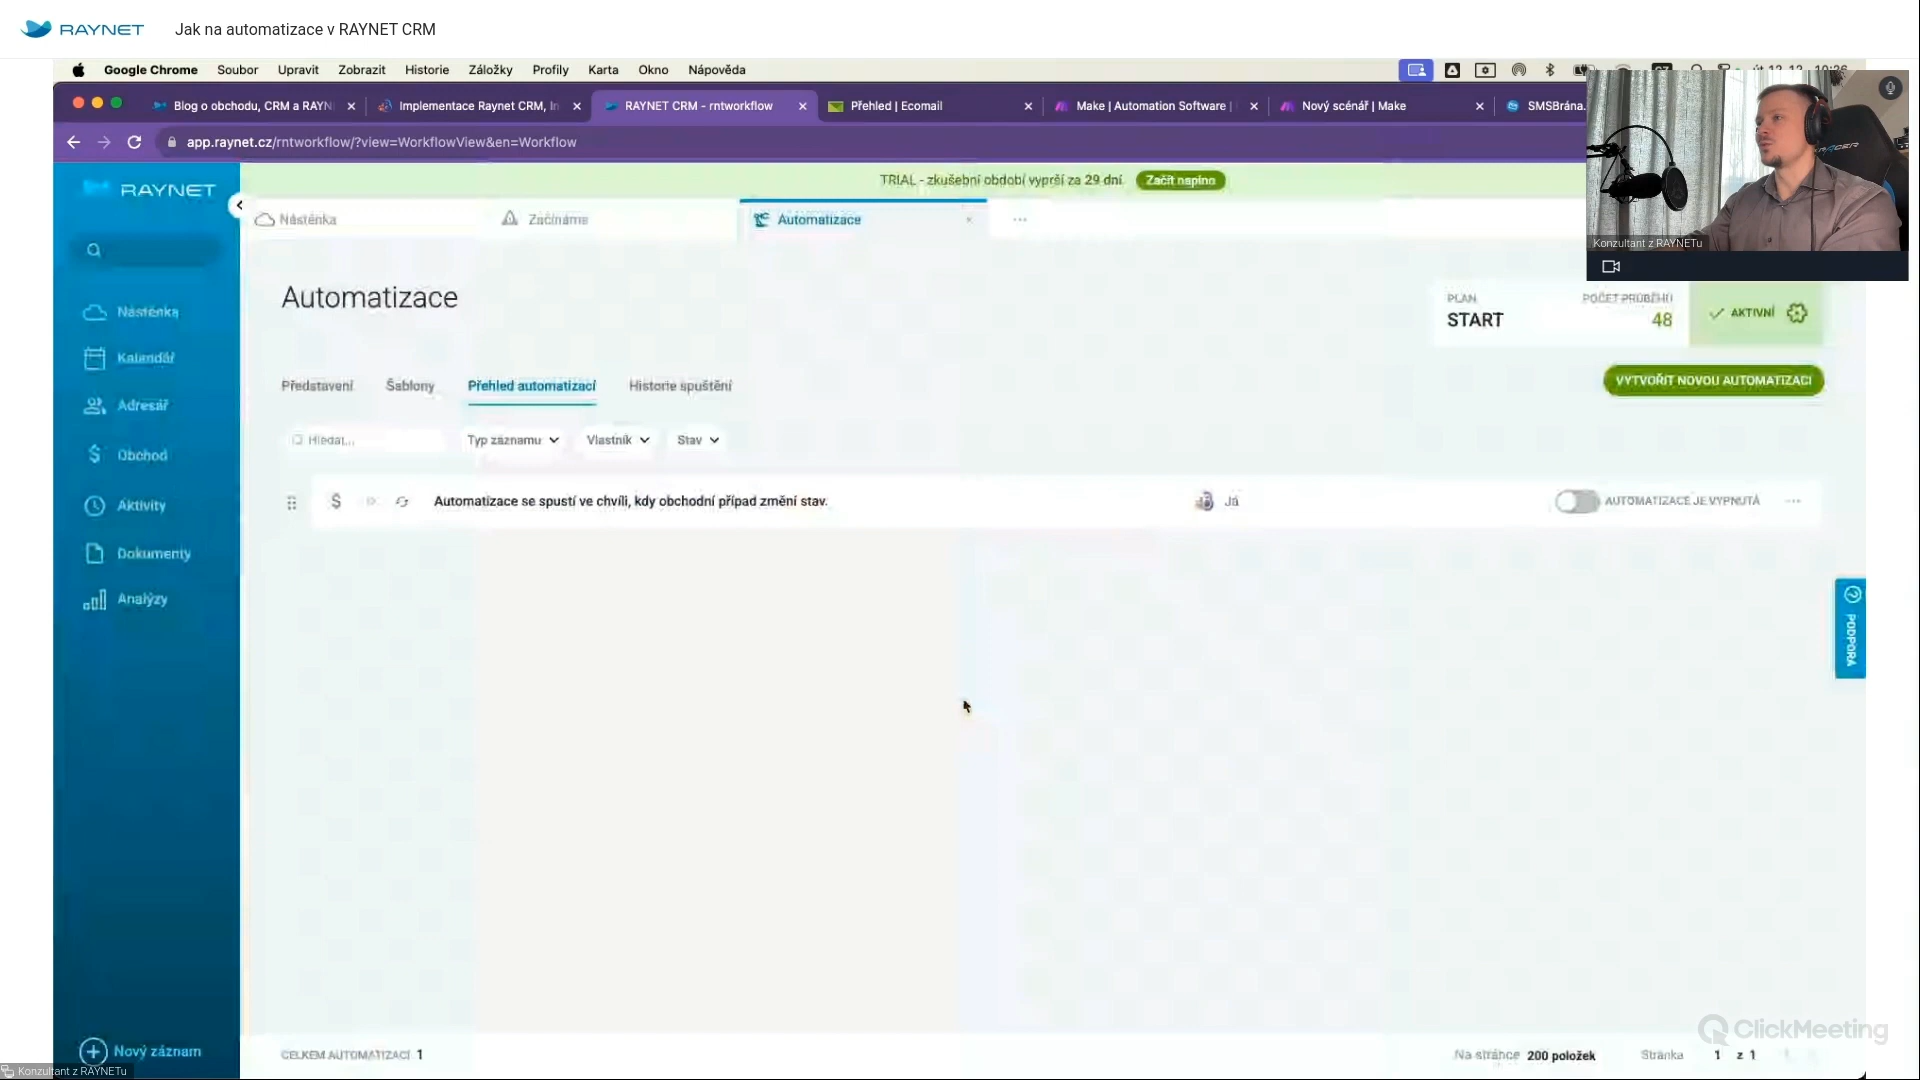 RAYNET
Jak na automatizace v RAYNET CRM
Google Chrome Soubor Upravit Zobrazit Historie Záložky Profily Karta Okno Nápověda
Blog o obchodu, CRM a RAYN
Implementace Raynet CRM, In
RAYNET CRM - rntworkflow
Přehled | Ecomail
Make | Automation Software |
Nový scénář | Make
SMSBrána.
app.raynet.cz/rntworkflow/?view=WorkflowView&en=Workflow
Konzultant z RAYNETu
RAYNET
TRIAL - zkušební období vyprší za 29 dní. Začít naplno
Nástěnka
Začínáme
Automatizace
...
Nástěnka
Kalendář
Adresář
Obchod
Aktivity
Dokumenty
Analýzy
Nový záznam
Automatizace
PLÁN
START
POČET PRŮBĚHŮ
48
AKTIVNÍ
Představení Šablony Přehled automatizací Historie spuštění
VYTVOŘIT NOVOU AUTOMATIZACI
Hledat... Typ záznamu Vlastník Stav
Automatizace se spustí ve chvíli, kdy obchodní případ změní stav. Já AUTOMATIZACE JE VYPNUTÁ ...
PODPORA
CELKEM AUTOMATIZACÍ 1
Na stránce 200 položek Stránka 1 z 1
ClickMeeting
Konzultant z RAYNETu